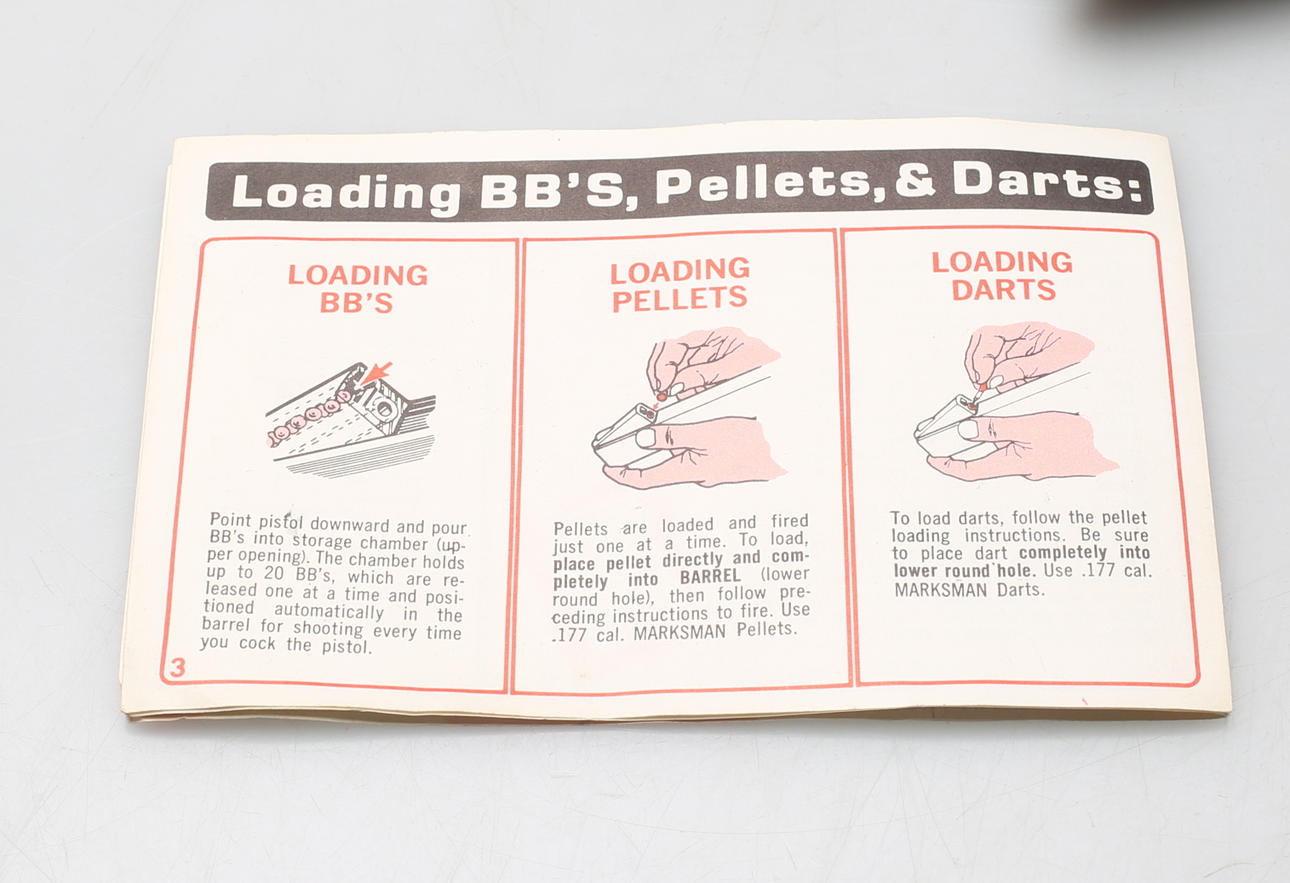 Loading BB'S, Pellets, & Darts:
LOADING
BB'S
Point pistol downward and pour
BB's into storage chamber (up-
per opening). The chamber holds
up to 20 BB's, which are re-
leased one at a time and posi-
tioned automatically in the
barrel for shooting every time
you cock the pistol.
3
LOADING
PELLETS
Pellets are loaded and fired
just one at a time. To load,
place pellet directly and com-
pletely into BARREL (lower
round hole), then follow pre-
ceding instructions to fire. Use
.177 cal. MARKSMAN Pellets.
LOADING
DARTS
To load darts, follow the pellet
loading instructions. Be sure
to place dart completely into
lower round hole. Use .177 cal.
MARKSMAN Darts.